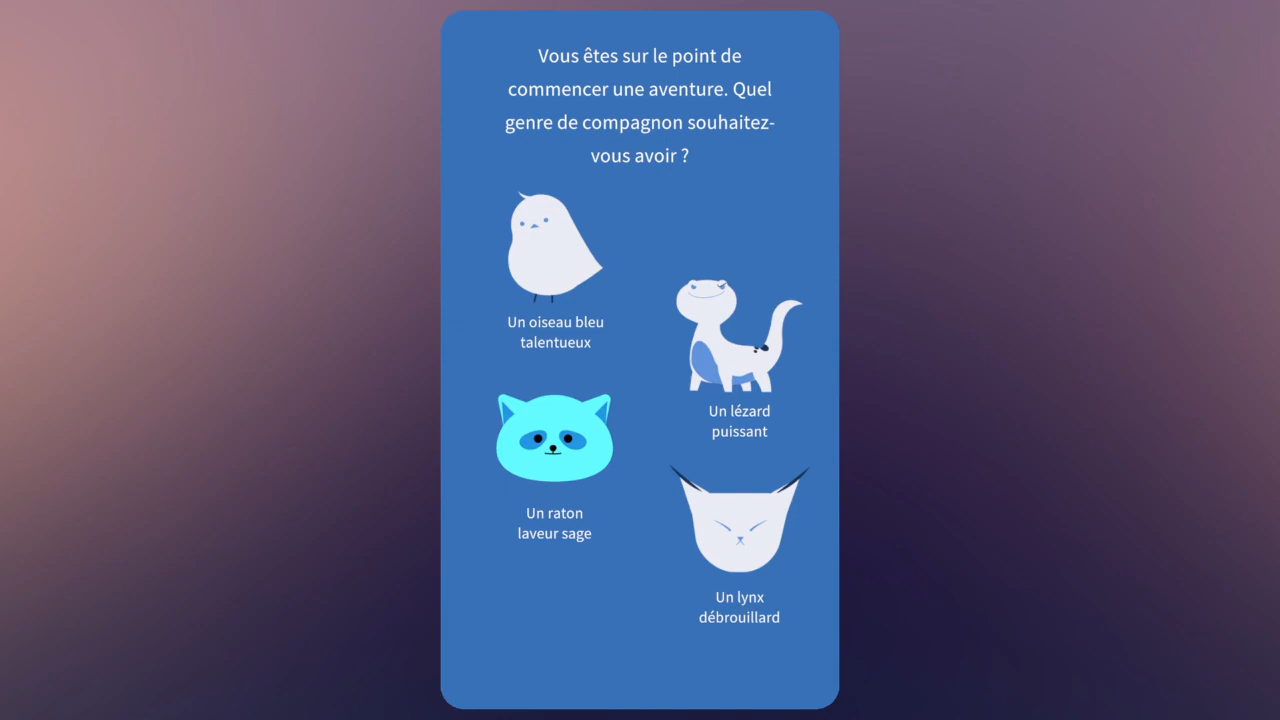 Vous êtes sur le point de
commencer une aventure. Quel
genre de compagnon souhaitez-
vous avoir ?
Un oiseau bleu
talentueux
Un lézard
puissant
Un raton
laveur sage
Un lynx
débrouillard